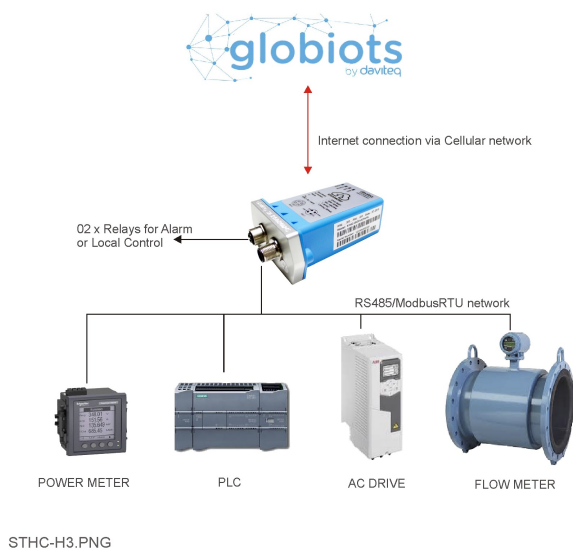 globiots
by daviteq
Internet connection via Cellular network
02 x Relays for Alarm
or Local Control
RS485/ModbusRTU network
POWER METER
PLC
AC DRIVE
FLOW METER
STHC-H3.PNG